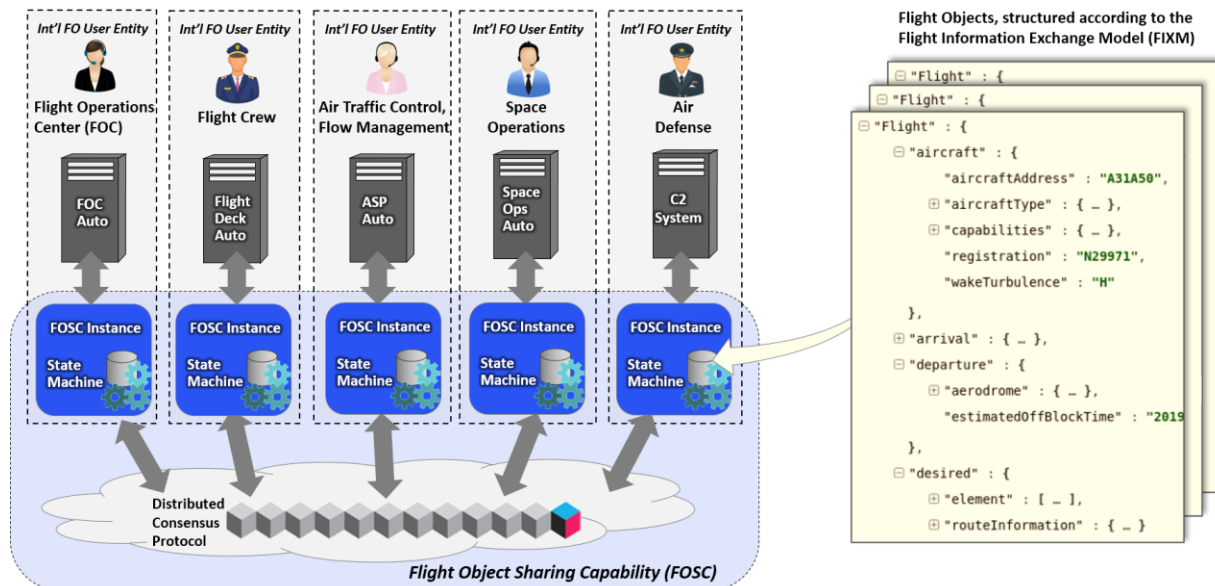 Int'l FO User Entity
Flight Operations
Center (FOC)
FOC
Auto
FOSC Instance
State
Machine
Int'l FO User Entity
Flight Crew
Flight
Deck
Auto
FOSC Instance
State
Machine
Int'l FO User Entity
Air Traffic Control,
Flow Management
ASP
Auto
FOSC Instance
State
Machine
Int'l FO User Entity
Space
Operations
Space
Ops
Auto
FOSC Instance
State
Machine
Int'l FO User Entity
Air
Defense
C2
System
FOSC Instance
State
Machine
Distributed
Consensus
Protocol
Flight Object Sharing Capability (FOSC)
Flight Objects, structured according to the
Flight Information Exchange Model (FIXM)
"Flight" : {
"Flight" : {
"Flight" : {
"aircraft" : {
"aircraftAddress" : "A31A50",
"aircraftType" : { … },
"capabilities" : { … },
"registration" : "N29971",
"wakeTurbulence" : "H"
},
"arrival" : { … },
"departure" : {
"aerodrome" : { … },
"estimatedOffBlockTime" : "2019
},
"desired" : {
"element" : [ … ],
"routeInformation" : { … }